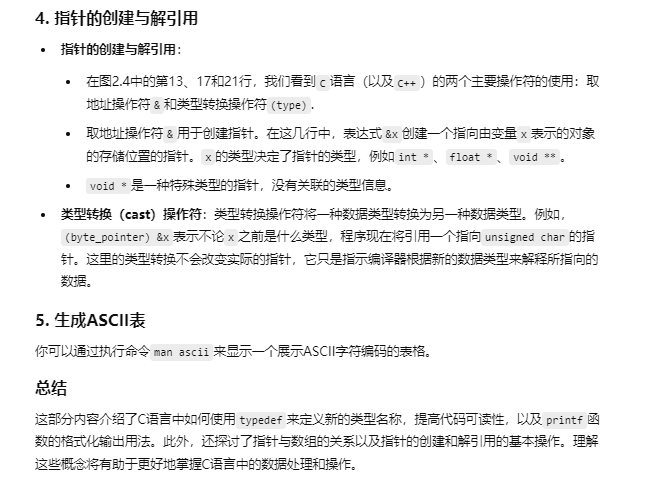 4. 指针的创建与解引用
• 指针的创建与解引用：
• 在图2.4中的第13、17和21行，我们看到 C 语言（以及 C++ ）的两个主要操作符的使用：取
地址操作符 & 和类型转换操作符 (type).
• 取地址操作符 & 用于创建指针。在这几行中，表达式 &x 创建一个指向由变量 x 表示的对象
的存储位置的指针。 x 的类型决定了指针的类型，例如 int * 、 float * 、 void ** 。
• void * 是一种特殊类型的指针，没有关联的类型信息。
• 类型转换（cast）操作符：类型转换操作符将一种数据类型转换为另一种数据类型。例如，
(byte_pointer) &x 表示不论 x 之前是什么类型，程序现在将引用一个指向 unsigned char 的指
针。这里的类型转换不会改变实际的指针，它只是指示编译器根据新的数据类型来解释所指向的
数据。
5. 生成ASCII表
你可以通过执行命令 man ascii 来显示一个展示ASCII字符编码的表格。
总结
这部分内容介绍了C语言中如何使用 typedef 来定义新的类型名称，提高代码可读性，以及 printf 函
数的格式化输出用法。此外，还探讨了指针与数组的关系以及指针的创建和解引用的基本操作。理解
这些概念将有助于更好地掌握C语言中的数据处理和操作。